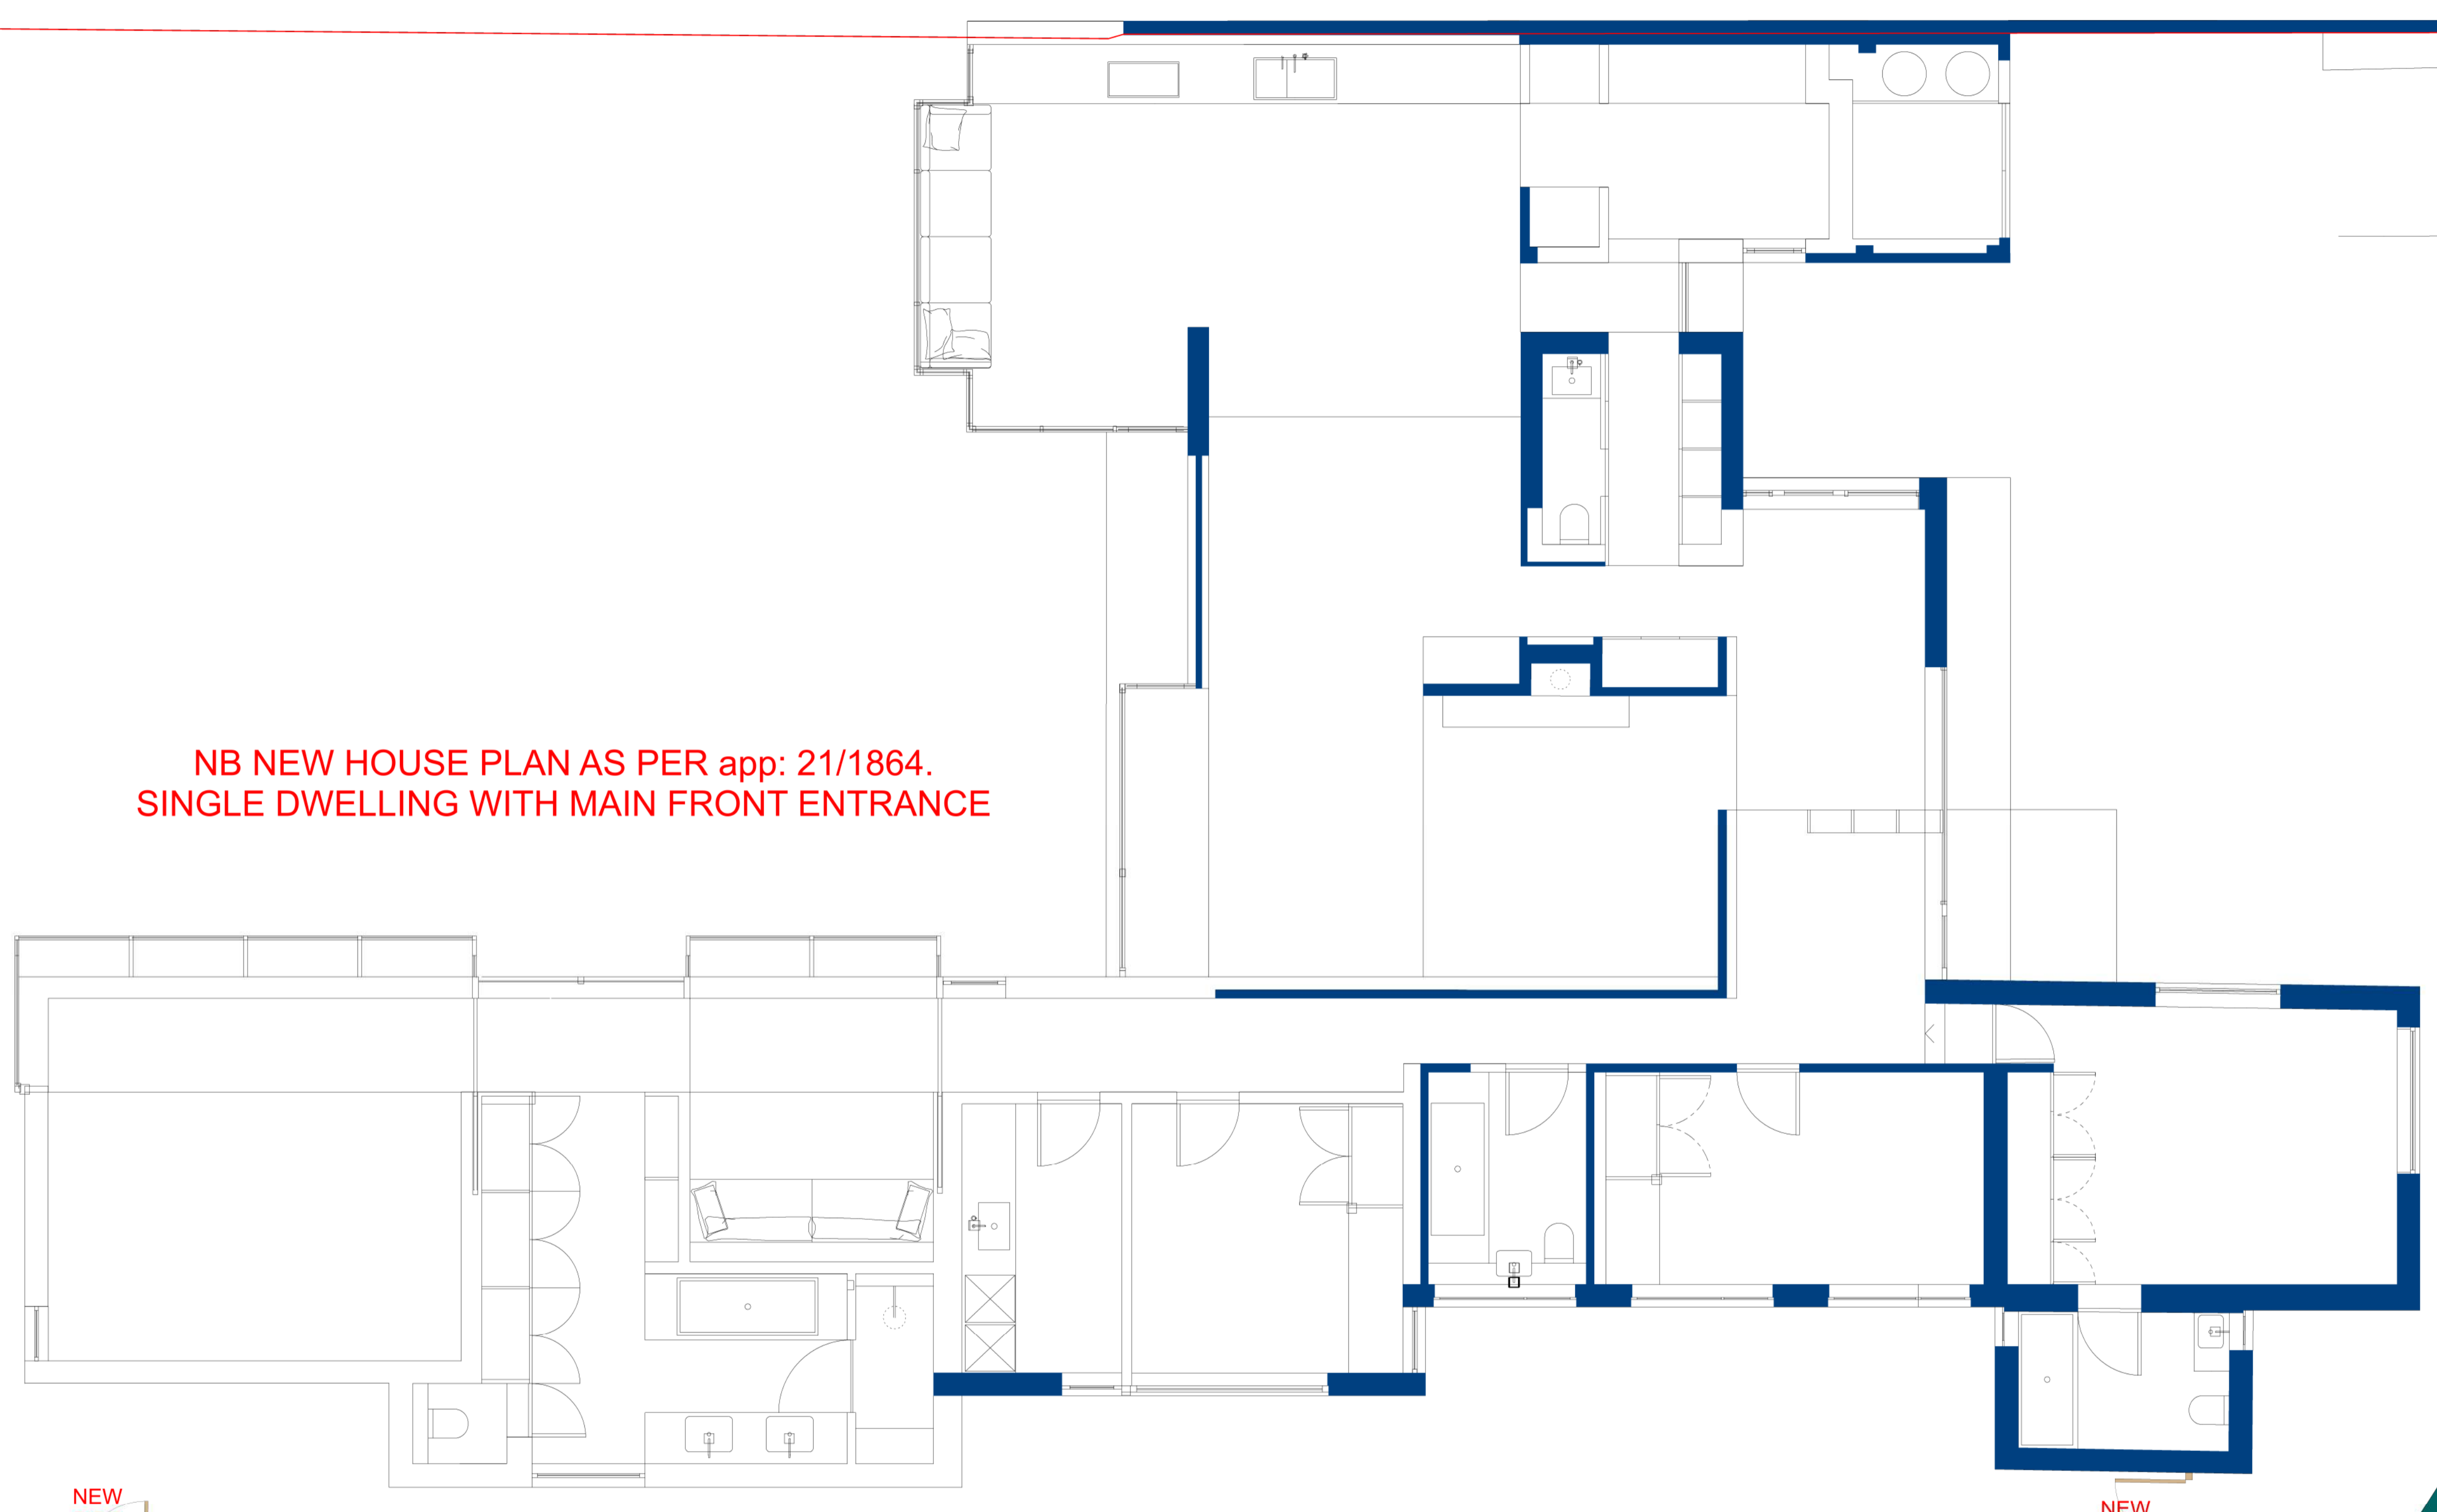 NB NEW HOUSE PLAN AS PER app: 21/1864.
SINGLE DWELLING WITH MAIN FRONT ENTRANCE
NEW
NEW